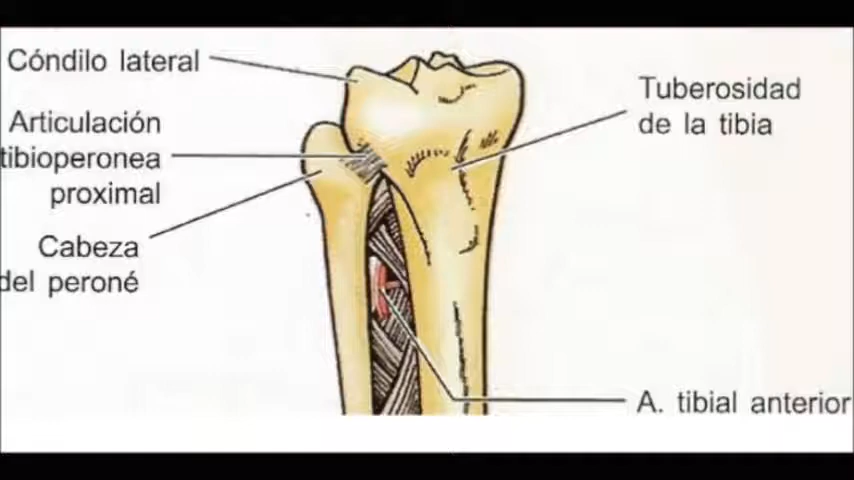 Cóndilo lateral
Articulación
tibioperonea
proximal
Cabeza
del peroné
Tuberosidad
de la tibia
A. tibial anterior